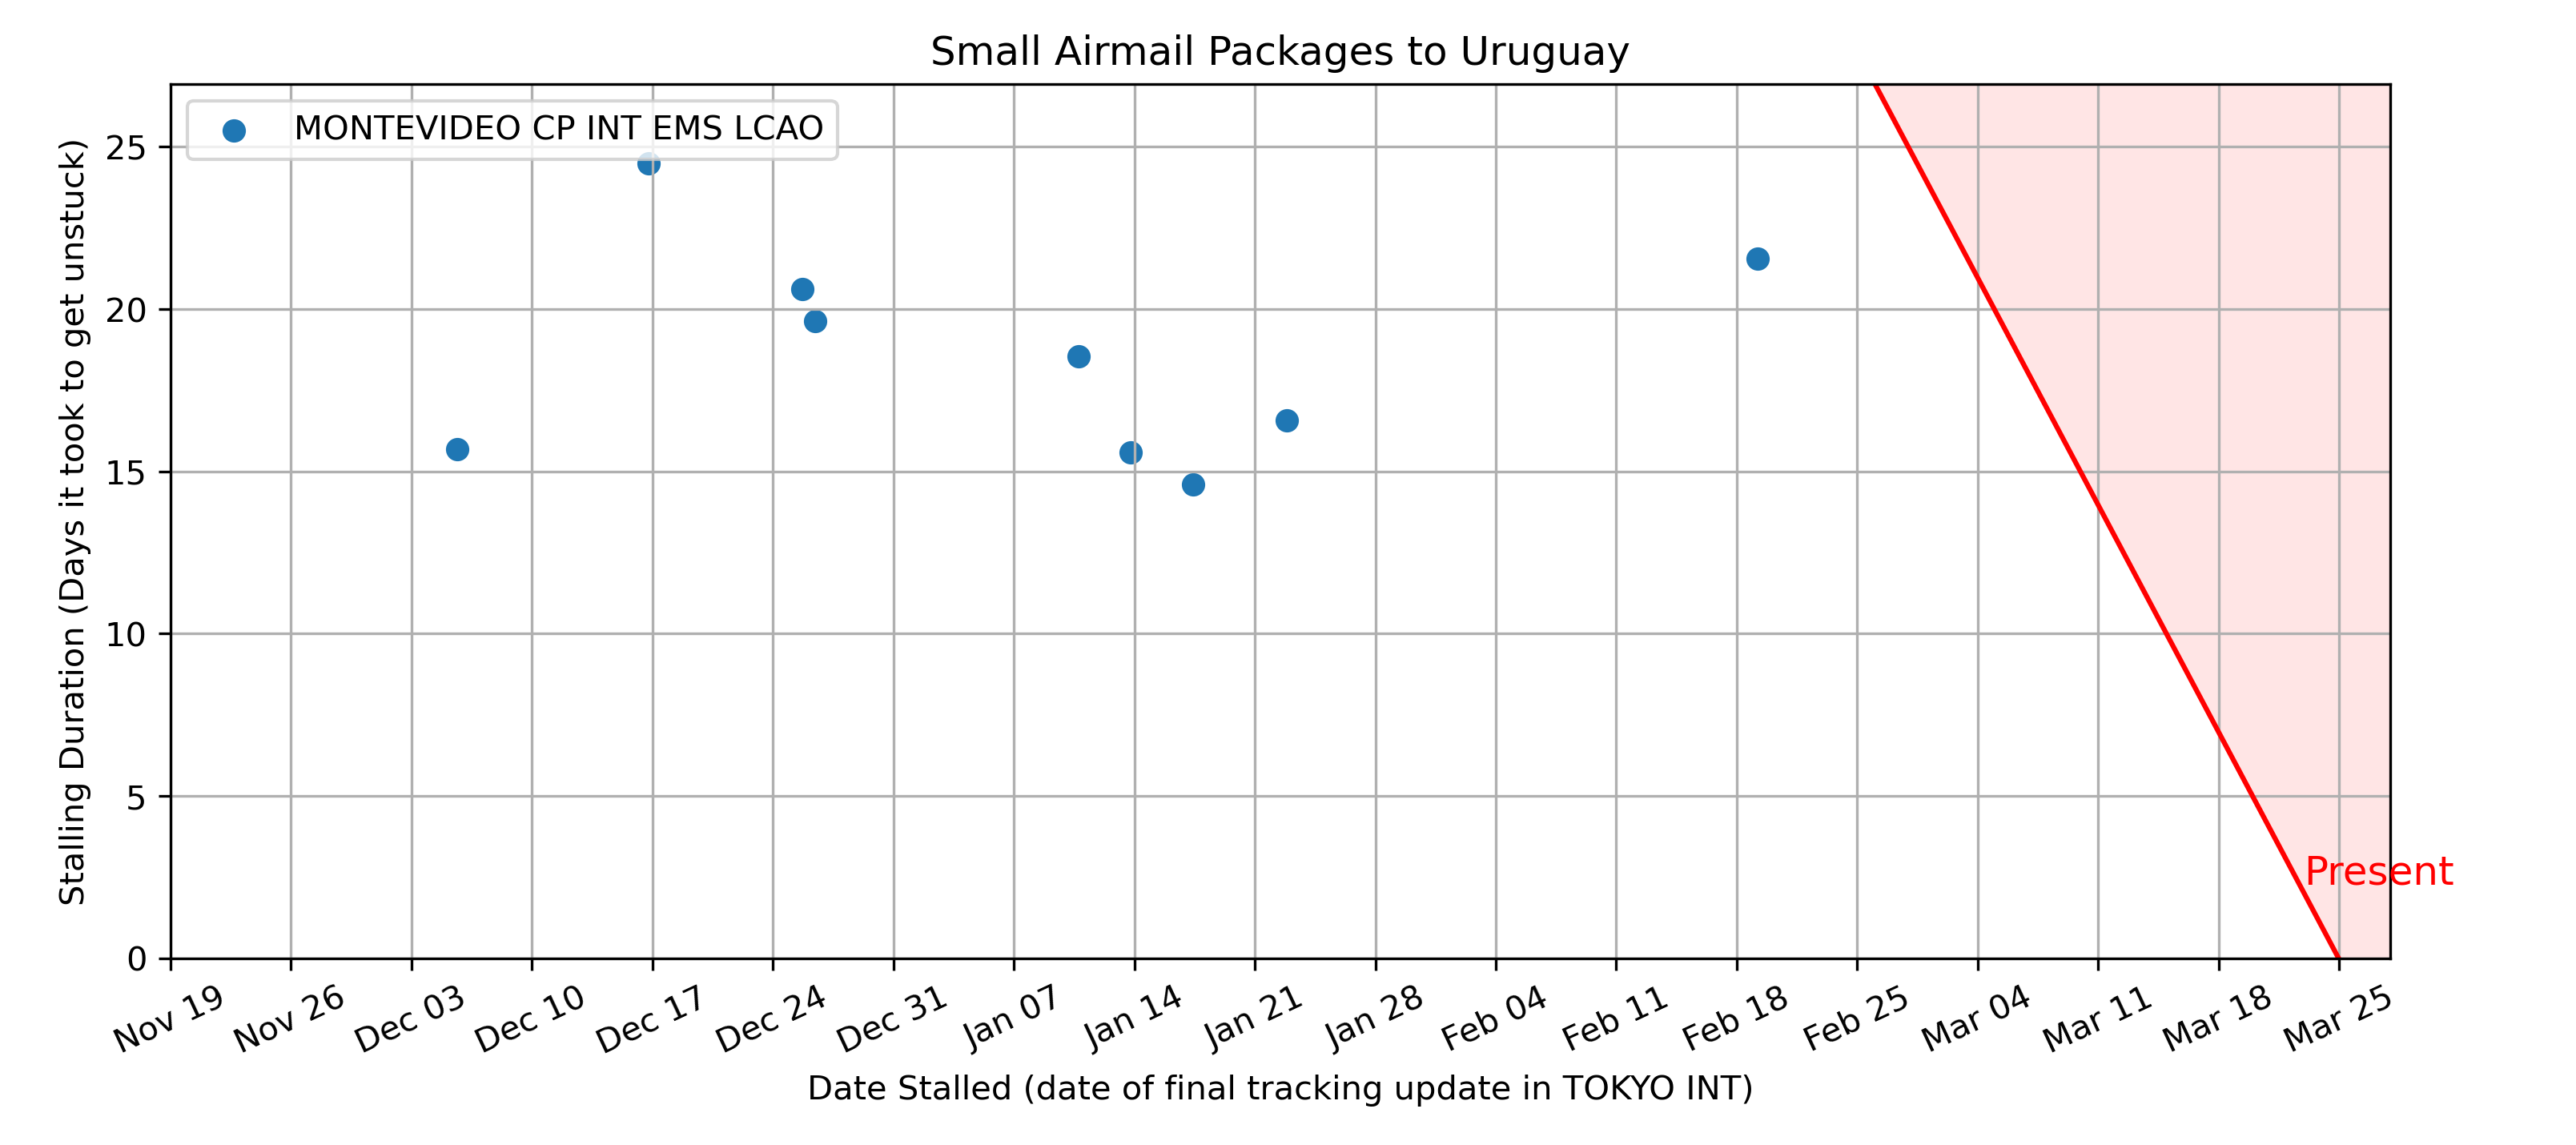 Small Airmail Packages to Uruguay
MONTEVIDEO CP INT EMS LCAO
Stalling Duration (Days it took to get unstuck)
25
20
15
10
5
0
Present
Nov 19
Nov 26
Dec 03
Dec 10
Dec 17
Dec 24
Dec 31
Jan 07
Jan 14
Jan 21
Jan 28
Feb 04
Feb 11
Feb 18
Feb 25
Mar 04
Mar 11
Mar 18
Mar 25
Date Stalled (date of final tracking update in TOKYO INT)